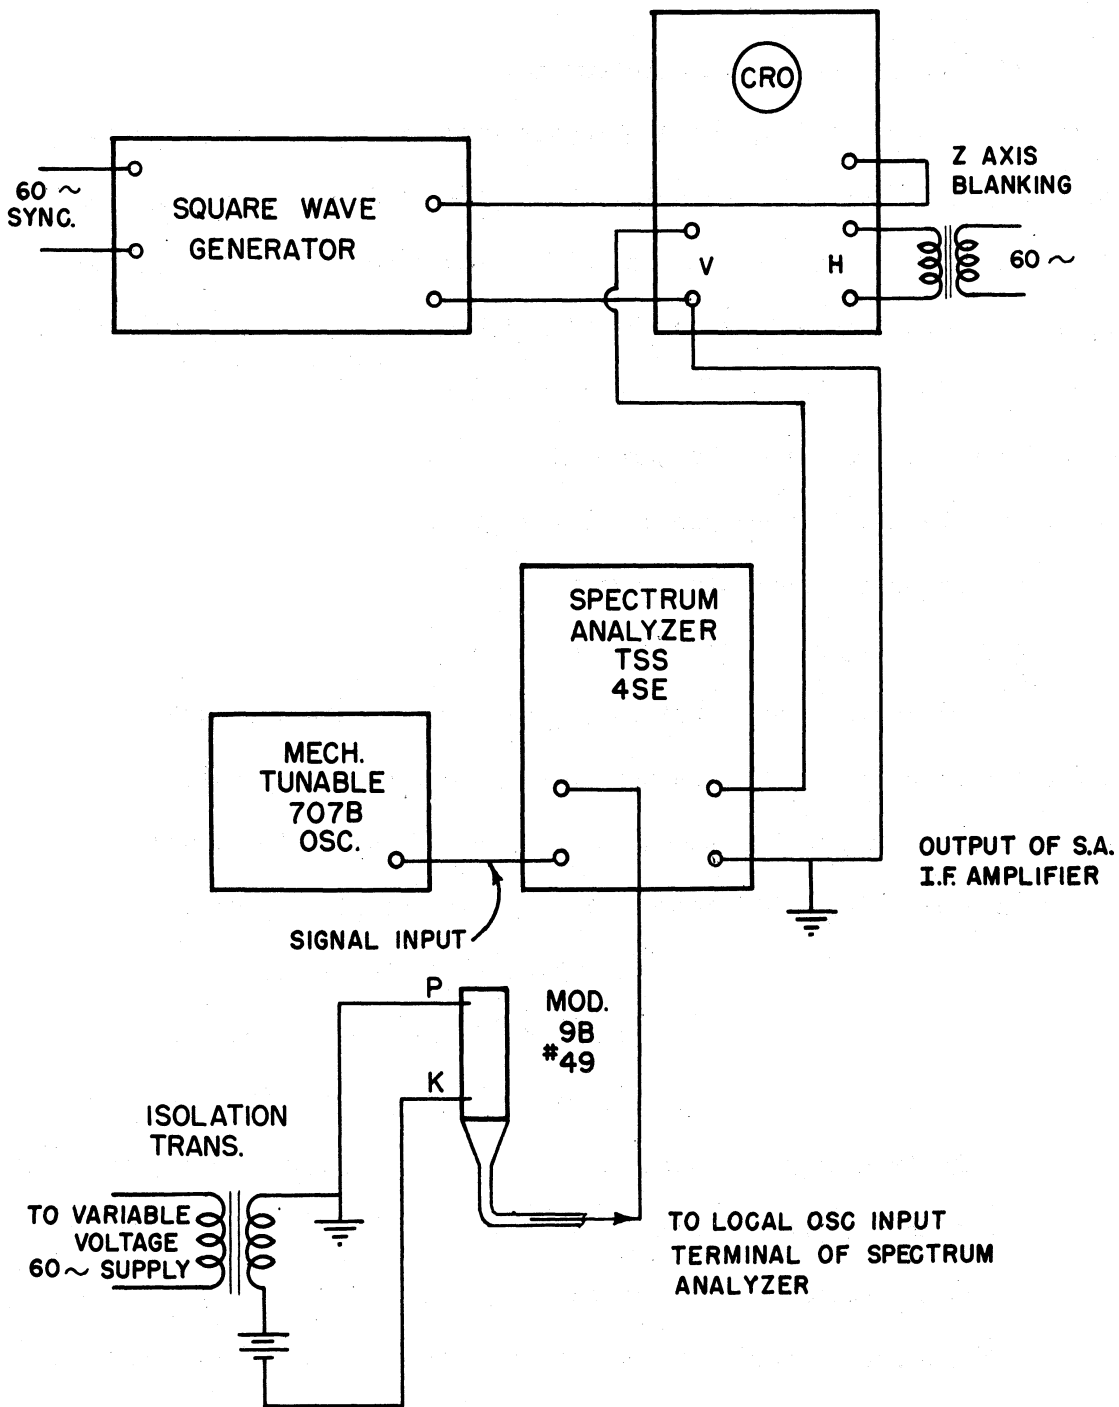 CRO
Z AXIS
BLANKING
60 ~
SYNC.
SQUARE WAVE
GENERATOR
V
H
60 ~
SPECTRUM
ANALYZER
TSS
4SE
MECH.
TUNABLE
707B
OSC.
OUTPUT OF S.A.
I.F. AMPLIFIER
SIGNAL INPUT
P
MOD.
9B
#49
K
ISOLATION
TRANS.
TO VARIABLE
VOLTAGE
60~ SUPPLY
TO LOCAL OSC INPUT
TERMINAL OF SPECTRUM
ANALYZER